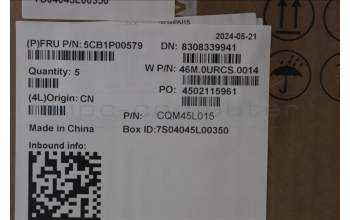 7S04045L00350
2024-05-21
(P)FRU P/N: 5CB1P00579 DN: 8308339941
Quantity: 5 W P/N: 46M.0URCS.0014
PO: 4502115961
(4L)Origin: CN
P/N: CQM45L015
Made in China Box ID:7S04045L00350
Inbound info: